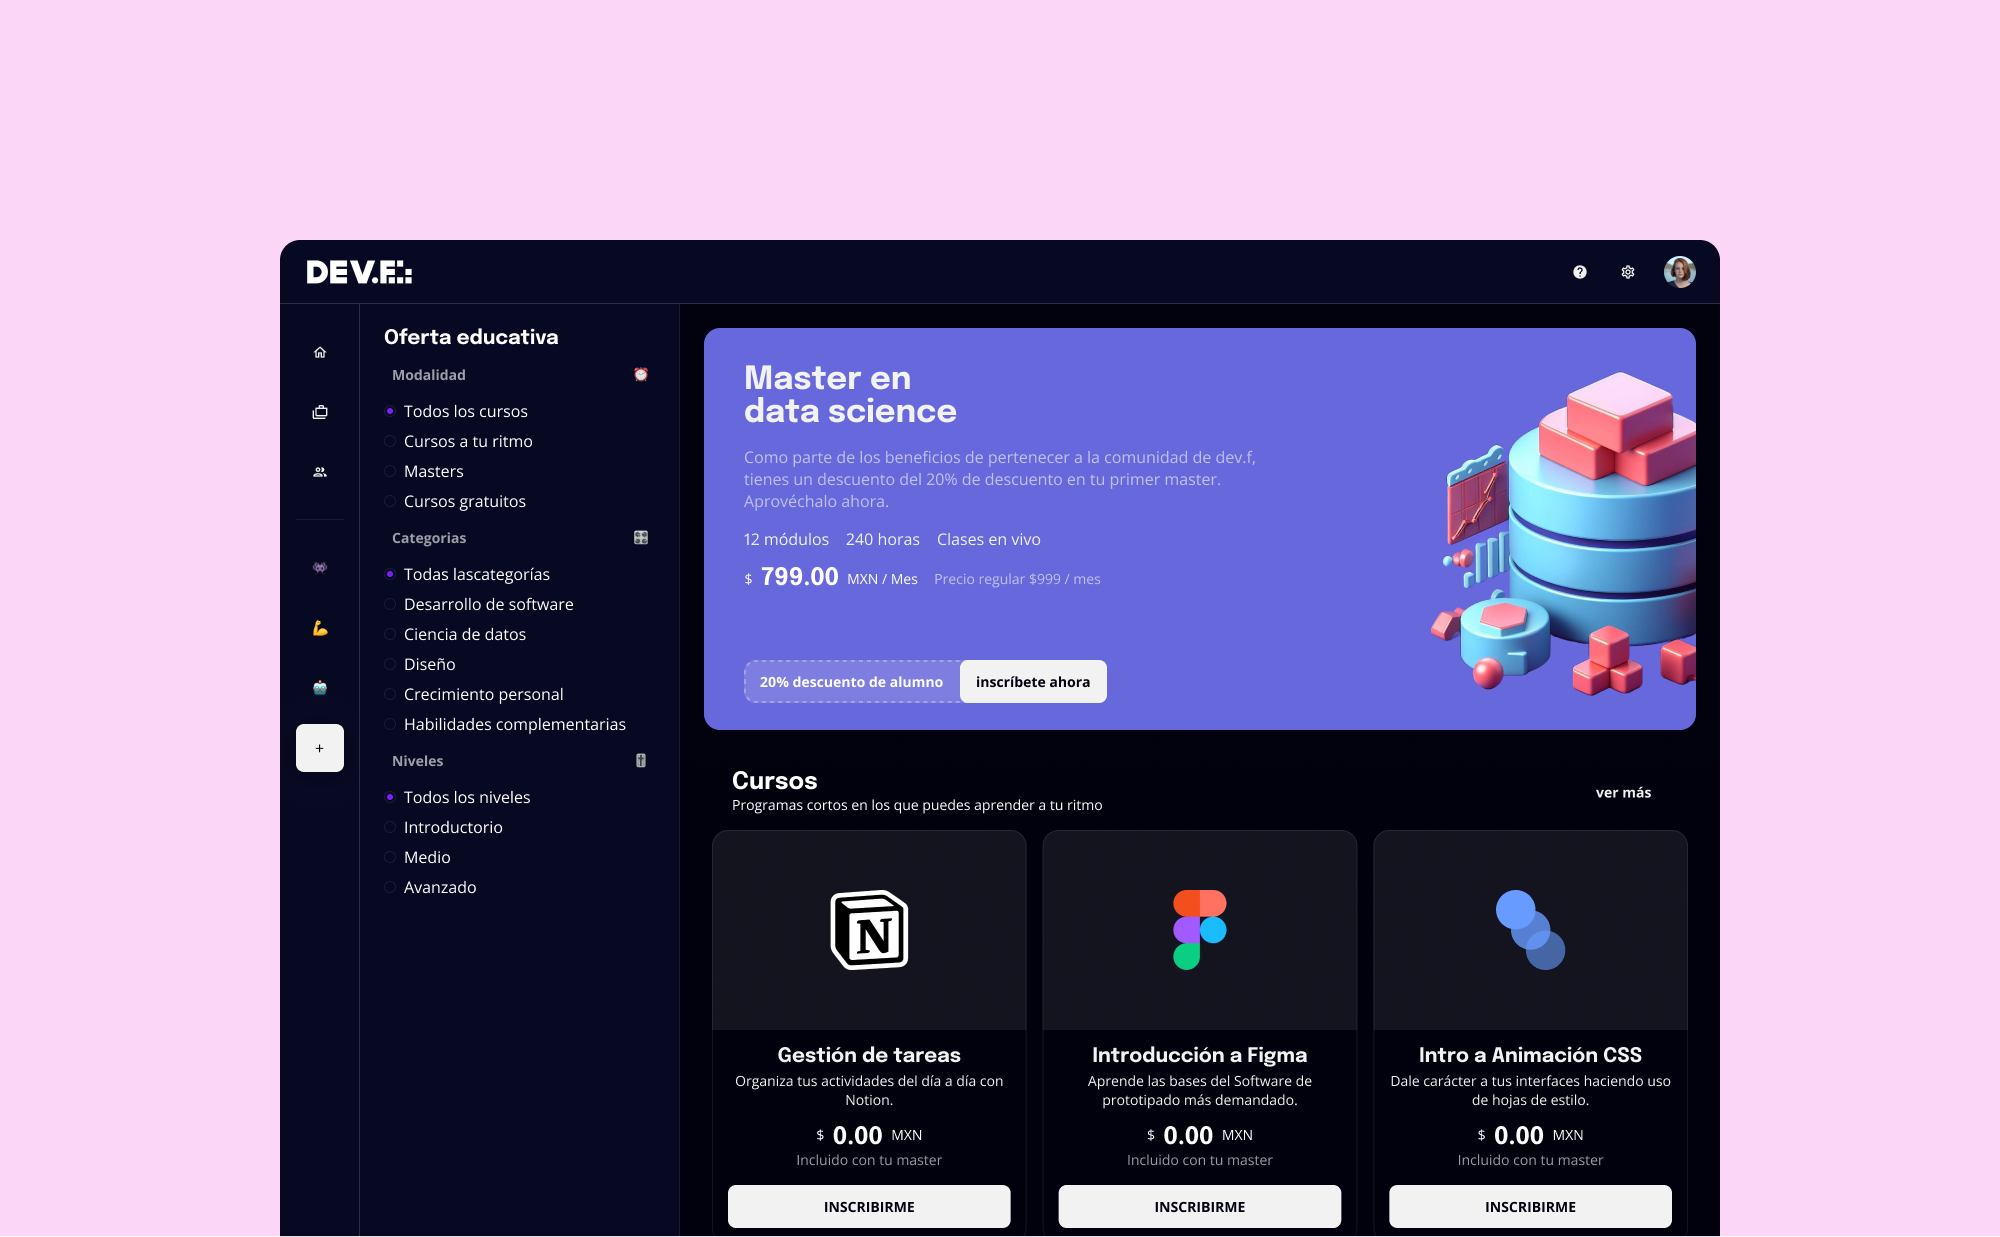 DEV.F.:
Oferta educativa
Modalidad
Todos los cursos
Cursos a tu ritmo
Masters
Cursos gratuitos
Categorias
Todas lascategorías
Desarrollo de software
Ciencia de datos
Diseño
Crecimiento personal
Habilidades complementarias
Niveles
Todos los niveles
Introductorio
Medio
Avanzado
+
Master en
data science
Como parte de los beneficios de pertenecer a la comunidad de dev.f,
tienes un descuento del 20% de descuento en tu primer master.
Aprovéchalo ahora.
12 módulos 240 horas Clases en vivo
$ 799.00 MXN / Mes Precio regular $999 / mes
20% descuento de alumno inscríbete ahora
Cursos
Programas cortos en los que puedes aprender a tu ritmo
ver más
N
Gestión de tareas
Organiza tus actividades del día a día con
Notion.
$ 0.00 MXN
Incluido con tu master
INSCRIBIRME
Introducción a Figma
Aprende las bases del Software de
prototipado más demandado.
$ 0.00 MXN
Incluido con tu master
INSCRIBIRME
Intro a Animación CSS
Dale carácter a tus interfaces haciendo uso
de hojas de estilo.
$ 0.00 MXN
Incluido con tu master
INSCRIBIRME